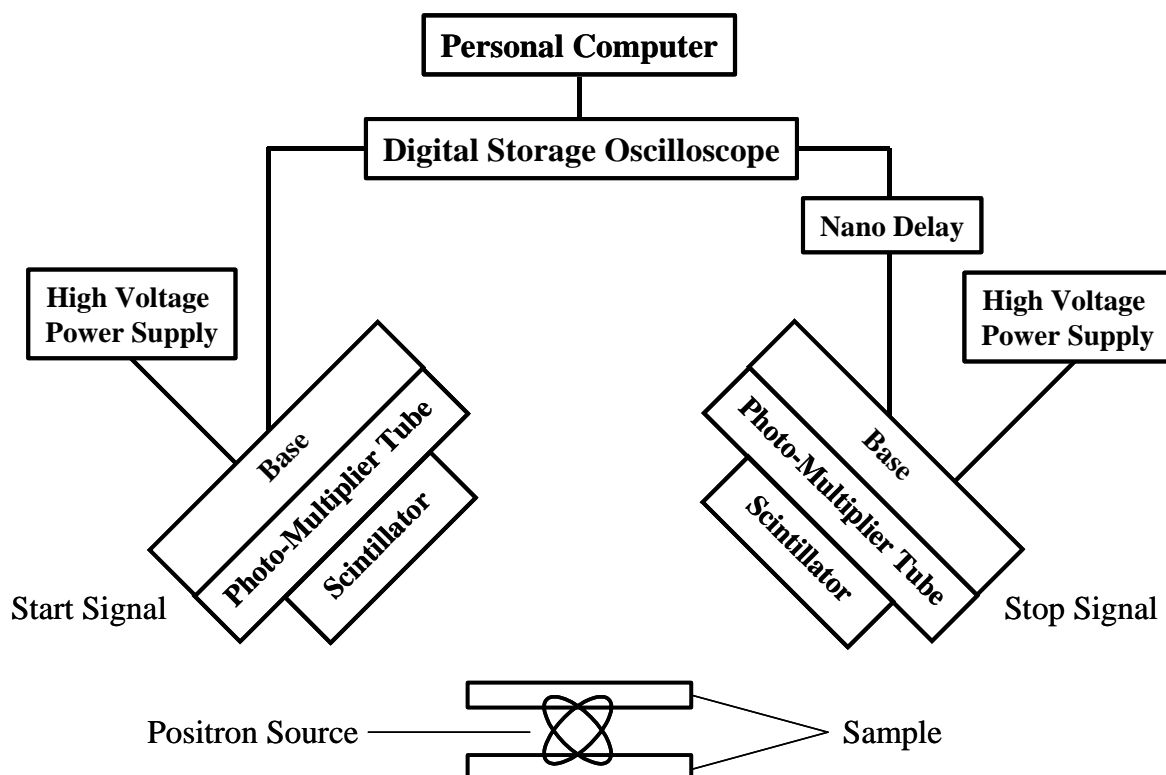 Personal Computer
Digital Storage Oscilloscope
Nano Delay
High Voltage
Power Supply
High Voltage
Power Supply
Base
Photo-Multiplier Tube
Scintillator
Base
Photo-Multiplier Tube
Scintillator
Start Signal
Stop Signal
Positron Source
Sample